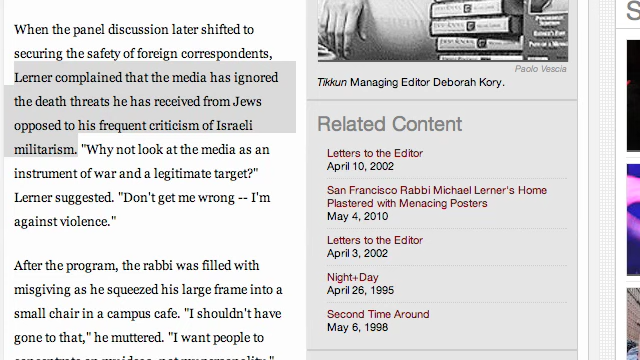 When the panel discussion later shifted to
securing the safety of foreign correspondents,
Lerner complained that the media has ignored
the death threats he has received from Jews
opposed to his frequent criticism of Israeli
militarism. "Why not look at the media as an
instrument of war and a legitimate target?"
Lerner suggested. "Don't get me wrong -- I'm
against violence."
After the program, the rabbi was filled with
misgiving as he squeezed his large frame into a
small chair in a campus cafe. "I shouldn't have
gone to that," he muttered. "I want people to
concentrate on my ideas, not my personality."
Paolo Vescia
Tikkun Managing Editor Deborah Kory.
Related Content
Letters to the Editor
April 10, 2002
San Francisco Rabbi Michael Lerner's Home
Plastered with Menacing Posters
May 4, 2010
Letters to the Editor
April 3, 2002
Night+Day
April 26, 1995
Second Time Around
May 6, 1998
S